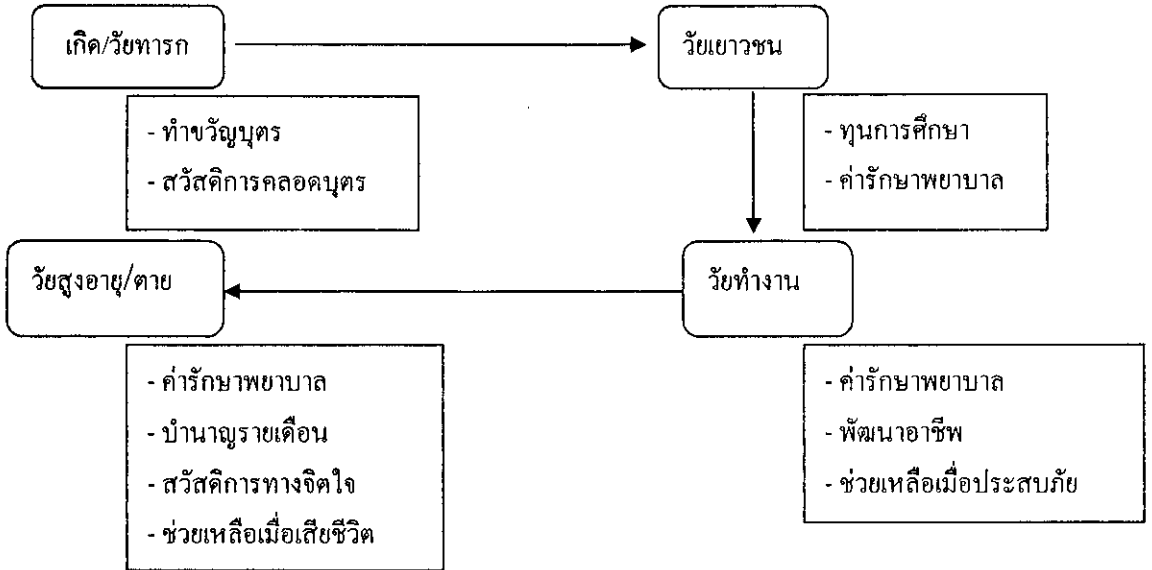 เกิด/วัยทารก
วัยเยาวชน
- ทำขวัญบุตร
- สวัสดิการคลอดบุตร
- ทุนการศึกษา
- ค่ารักษาพยาบาล
วัยสูงอายุ/ตาย
วัยทำงาน
- ค่ารักษาพยาบาล
- บำนาญรายเดือน
- สวัสดิการทางจิตใจ
- ช่วยเหลือเมื่อเสียชีวิต
- ค่ารักษาพยาบาล
- พัฒนาอาชีพ
- ช่วยเหลือเมื่อประสบภัย